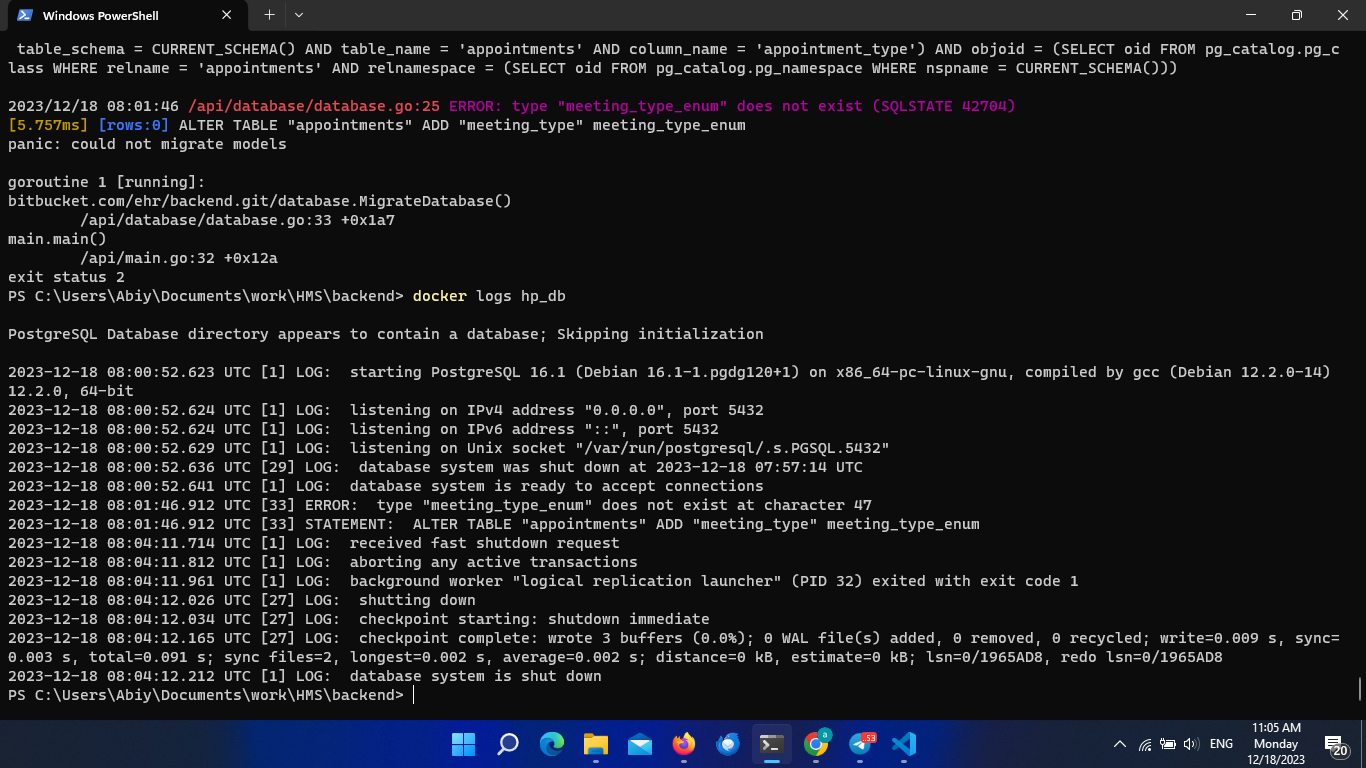 Windows PowerShell
table_schema = CURRENT_SCHEMA() AND table_name = 'appointments' AND column_name = 'appointment_type') AND objoid = (SELECT oid FROM pg_catalog.pg_c
lass WHERE relname = 'appointments' AND relnamespace = (SELECT oid FROM pg_catalog.pg_namespace WHERE nspname = CURRENT_SCHEMA()))
2023/12/18 08:01:46 /api/database/database.go:25 ERROR: type "meeting_type_enum" does not exist (SQLSTATE 42704)
[5.757ms] [rows:0] ALTER TABLE "appointments" ADD "meeting_type" meeting_type_enum
panic: could not migrate models
goroutine 1 [running]:
bitbucket.com/ehr/backend.git/database.MigrateDatabase()
/api/database/database.go:33 +0x1a7
main.main()
/api/main.go:32 +0x12a
exit status 2
PS C:\Users\Abiy\Documents\work\HMS\backend> docker logs hp_db
PostgreSQL Database directory appears to contain a database; Skipping initialization
2023-12-18 08:00:52.623 UTC [1] LOG:  starting PostgreSQL 16.1 (Debian 16.1-1.pgdg120+1) on x86_64-pc-linux-gnu, compiled by gcc (Debian 12.2.0-14)
12.2.0, 64-bit
2023-12-18 08:00:52.624 UTC [1] LOG:  listening on IPv4 address "0.0.0.0", port 5432
2023-12-18 08:00:52.624 UTC [1] LOG:  listening on IPv6 address "::", port 5432
2023-12-18 08:00:52.629 UTC [1] LOG:  listening on Unix socket "/var/run/postgresql/.s.PGSQL.5432"
2023-12-18 08:00:52.636 UTC [29] LOG:  database system was shut down at 2023-12-18 07:57:14 UTC
2023-12-18 08:00:52.641 UTC [1] LOG:  database system is ready to accept connections
2023-12-18 08:01:46.912 UTC [33] ERROR:  type "meeting_type_enum" does not exist at character 47
2023-12-18 08:01:46.912 UTC [33] STATEMENT:  ALTER TABLE "appointments" ADD "meeting_type" meeting_type_enum
2023-12-18 08:04:11.714 UTC [1] LOG:  received fast shutdown request
2023-12-18 08:04:11.812 UTC [1] LOG:  aborting any active transactions
2023-12-18 08:04:11.961 UTC [1] LOG:  background worker "logical replication launcher" (PID 32) exited with exit code 1
2023-12-18 08:04:12.026 UTC [27] LOG:  shutting down
2023-12-18 08:04:12.034 UTC [27] LOG:  checkpoint starting: shutdown immediate
2023-12-18 08:04:12.165 UTC [27] LOG:  checkpoint complete: wrote 3 buffers (0.0%); 0 WAL file(s) added, 0 removed, 0 recycled; write=0.009 s, sync=
0.003 s, total=0.091 s; sync files=2, longest=0.002 s, average=0.002 s; distance=0 kB, estimate=0 kB; lsn=0/1965AD8, redo lsn=0/1965AD8
2023-12-18 08:04:12.212 UTC [1] LOG:  database system is shut down
PS C:\Users\Abiy\Documents\work\HMS\backend>
a
53
ENG
11:05 AM
Monday
12/18/2023
20